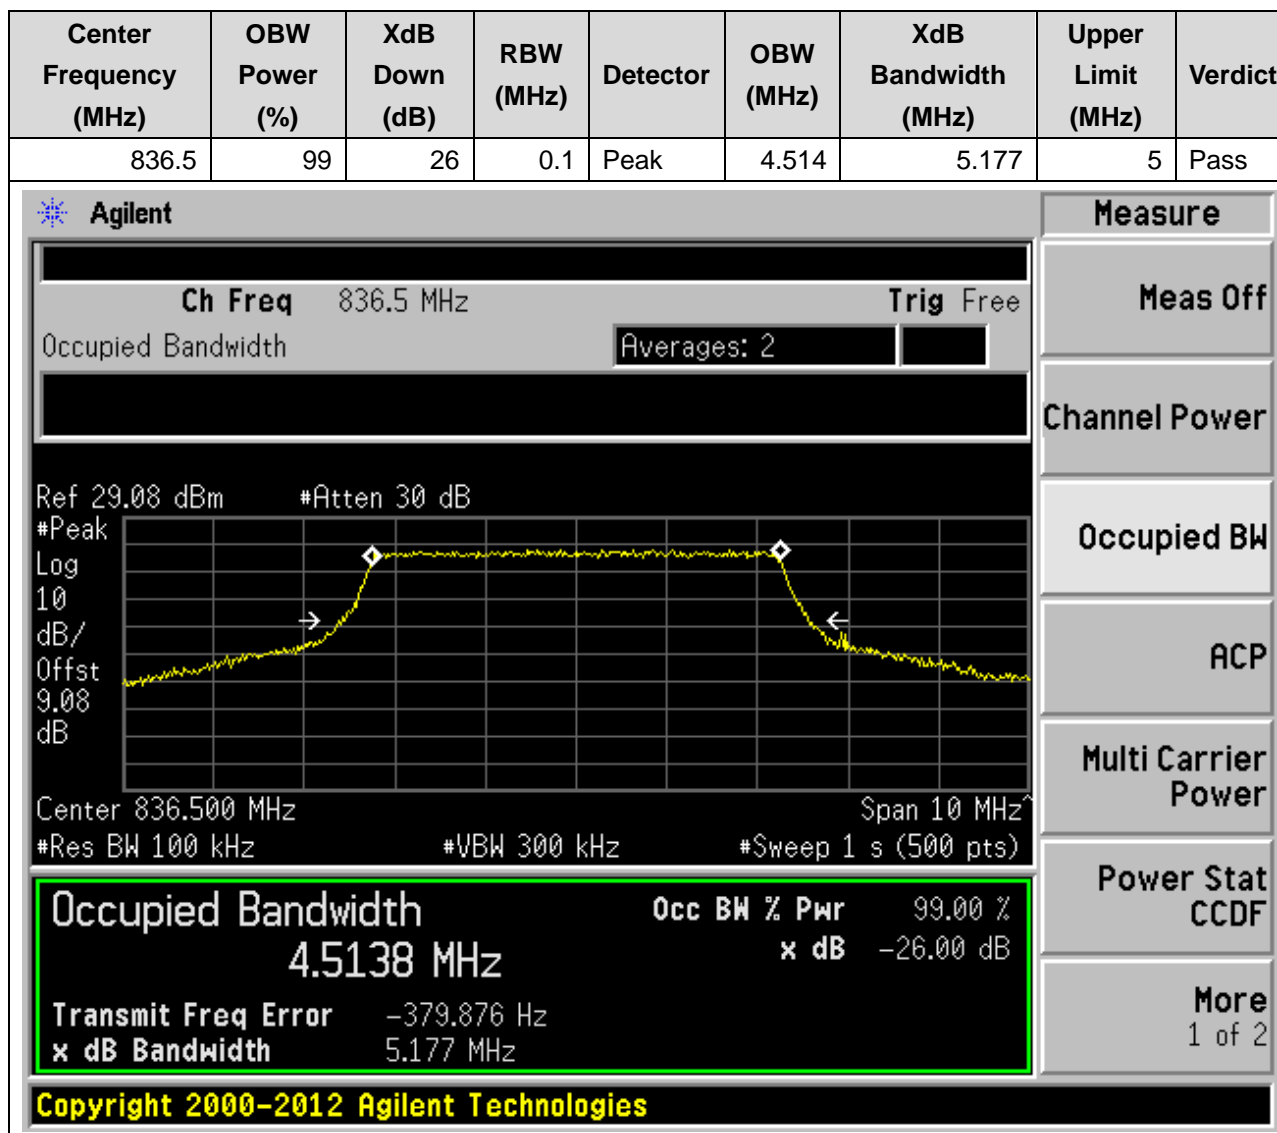 Center Frequency (MHz) OBW Power (%) XdB Down (dB) RBW (MHz) Detector OBW (MHz) XdB Bandwidth (MHz) Upper Limit (MHz) Verdict
836.5 99 26 0.1 Peak 4.514 5.177 5 Pass
Agilent
Measure
Ch Freq 836.5 MHz Trig Free
Meas Off
Occupied Bandwidth Averages: 2
Channel Power
Ref 29.08 dBm #Atten 30 dB
#Peak
Log
10
dB/
Offst
9.08
dB
Occupied BW
ACP
Multi Carrier
Power
Center 836.500 MHz Span 10 MHz^
#Res BW 100 kHz #VBW 300 kHz #Sweep 1 s (500 pts)
Power Stat
CCDF
Occupied Bandwidth Occ BW % Pwr 99.00 %
4.5138 MHz x dB -26.00 dB
Transmit Freq Error -379.876 Hz
x dB Bandwidth 5.177 MHz
More
1 of 2
Copyright 2000-2012 Agilent Technologies